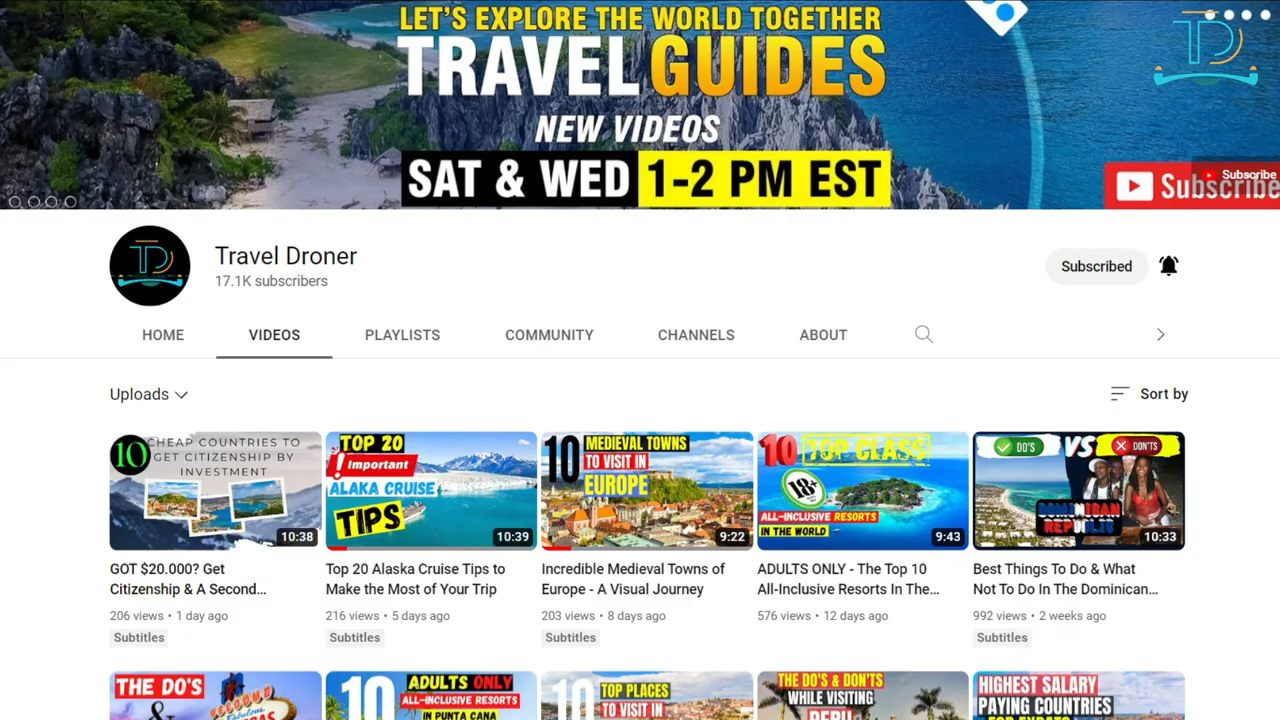 LET'S EXPLORE THE WORLD TOGETHER
TRAVEL GUIDES
NEW VIDEOS
SAT & WED 1-2 PM EST
TD
Subscribe
Subscribe
TD
Travel Droner
17.1K subscribers
Subscribed
HOME VIDEOS PLAYLISTS COMMUNITY CHANNELS ABOUT
Uploads
Sort by
10 CHEAP COUNTRIES TO
GET CITIZENSHIP BY
INVESTMENT
10:38
TOP 20
! Important
ALAKA CRUISE
TIPS
10:39
10 MEDIEVAL TOWNS
TO VISIT IN
EUROPE
9:22
10 TOP CLASS
18+
ALL-INCLUSIVE RESORTS
IN THE WORLD
9:43
DO'S VS DON'TS
DOMINICAN
REPUBLIC
10:33
GOT $20.000? Get
Citizenship & A Second...
206 views • 1 day ago
Subtitles
Top 20 Alaska Cruise Tips to
Make the Most of Your Trip
216 views • 5 days ago
Subtitles
Incredible Medieval Towns of
Europe - A Visual Journey
203 views • 8 days ago
Subtitles
ADULTS ONLY - The Top 10
All-Inclusive Resorts In The...
576 views • 12 days ago
Best Things To Do & What
Not To Do In The Dominican...
992 views • 2 weeks ago
Subtitles
THE DO'S
&
WELCOME
10 ADULTS ONLY
ALL-INCLUSIVE RESORTS
IN PUNTA CANA
10 TOP PLACES
TO VISIT IN
THE DO'S & DON'TS
WHILE VISITING
PERU
HIGHEST SALARY
PAYING COUNTRIES
FOR EXPATS